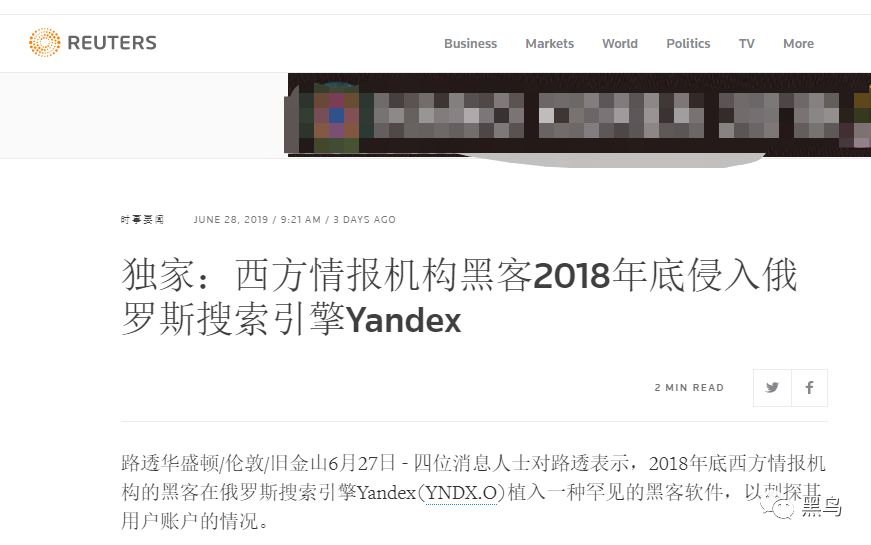 REUTERS
Business Markets World Politics TV More
时事要闻 JUNE 28, 2019 / 9:21 AM / 3 DAYS AGO
独家：西方情报机构黑客2018年底侵入俄
罗斯搜索引擎Yandex
2 MIN READ
路透华盛顿/伦敦/旧金山6月27日 - 四位消息人士对路透表示，2018年底西方情报机
构的黑客在俄罗斯搜索引擎Yandex(YNDX.O)植入一种罕见的黑客软件，以刺探其
用户账户的情况。
黑鸟